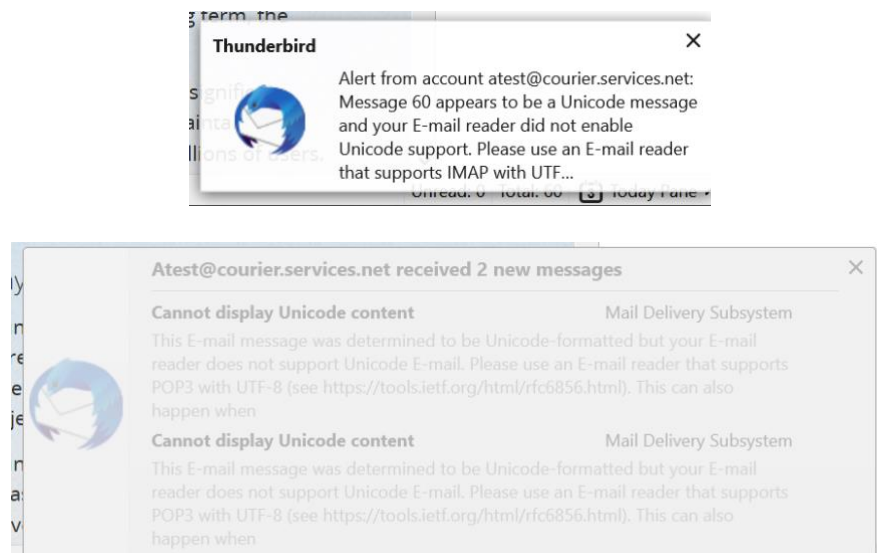 g term, the
Thunderbird
Alert from account atest@courier.services.net:
Message 60 appears to be a Unicode message
and your E-mail reader did not enable
Unicode support. Please use an E-mail reader
that supports IMAP with UTF...
signifi
ainta
llions of users.
Unread: 0 Total: 60 Today Pane
Atest@courier.services.net received 2 new messages
Cannot display Unicode content Mail Delivery Subsystem
This E-mail message was determined to be Unicode-formatted but your E-mail
reader does not support Unicode E-mail. Please use an E-mail reader that supports
POP3 with UTF-8 (see https://tools.ietf.org/html/rfc6856.html). This can also
happen when
Cannot display Unicode content Mail Delivery Subsystem
This E-mail message was determined to be Unicode-formatted but your E-mail
reader does not support Unicode E-mail. Please use an E-mail reader that supports
POP3 with UTF-8 (see https://tools.ietf.org/html/rfc6856.html). This can also
happen when